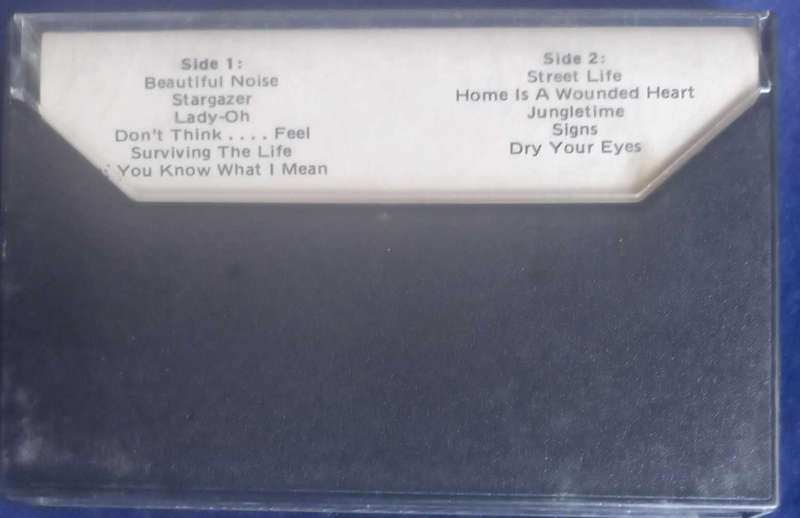 Side 1:
Beautiful Noise
Stargazer
Lady-Oh
Don't Think .... Feel
Surviving The Life
You Know What I Mean
Side 2:
Street Life
Home Is A Wounded Heart
Jungletime
Signs
Dry Your Eyes